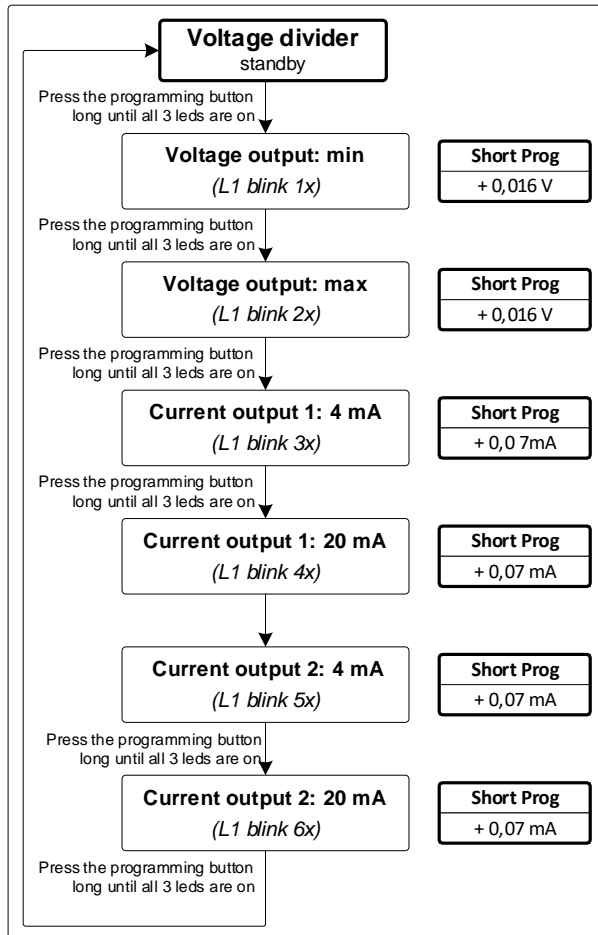 Voltage divider
standby
Press the programming button
long until all 3 leds are on
Voltage output: min
(L1 blink 1x)
Short Prog
+ 0,016 V
Press the programming button
long until all 3 leds are on
Voltage output: max
(L1 blink 2x)
Short Prog
+ 0,016 V
Press the programming button
long until all 3 leds are on
Current output 1: 4 mA
(L1 blink 3x)
Short Prog
+ 0,0 7mA
Press the programming button
long until all 3 leds are on
Current output 1: 20 mA
(L1 blink 4x)
Short Prog
+ 0,07 mA
Current output 2: 4 mA
(L1 blink 5x)
Short Prog
+ 0,07 mA
Press the programming button
long until all 3 leds are on
Current output 2: 20 mA
(L1 blink 6x)
Short Prog
+ 0,07 mA
Press the programming button
long until all 3 leds are on